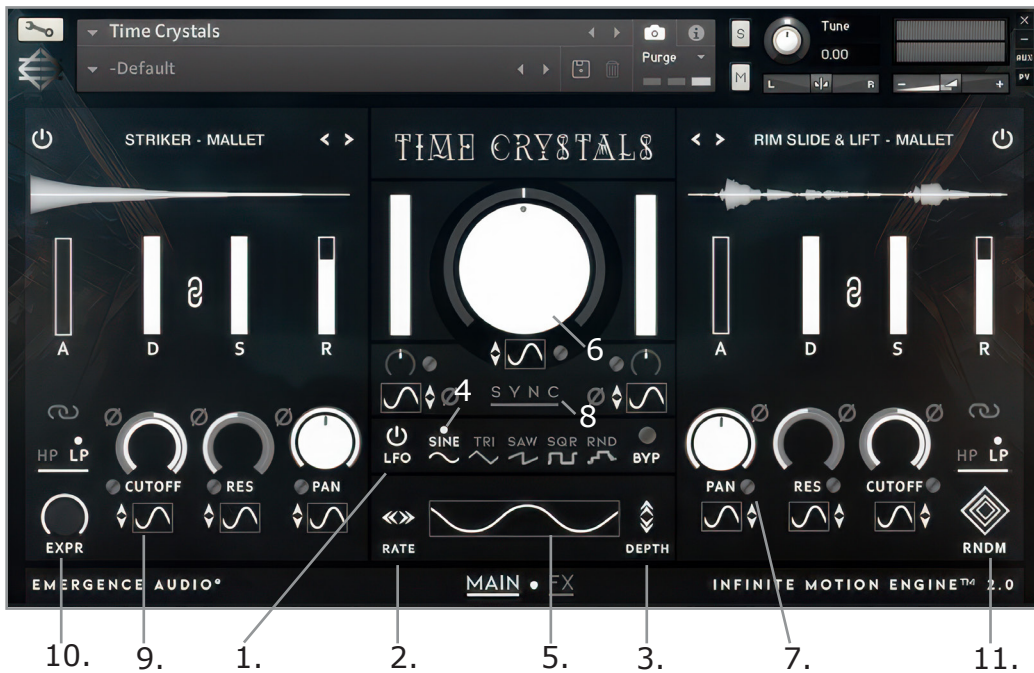 Time Crystals
-Default
Purge
S
M
Tune
0.00
L R
- +
×
-
AUX
PV
STRIKER - MALLET
TIME CRYSTALS
RIM SLIDE & LIFT - MALLET
A D S R
A D S R
6
4
SYNC
8
HP LP
CUTOFF RES PAN
LFO SINE TRI SAW SQR RND BYP
PAN RES CUTOFF
HP LP
EXPR
RATE
DEPTH
RNDM
EMERGENCE AUDIO®
MAIN • FX
INFINITE MOTION ENGINE™ 2.0
10. 9. 1. 2. 5. 3. 7. 11.